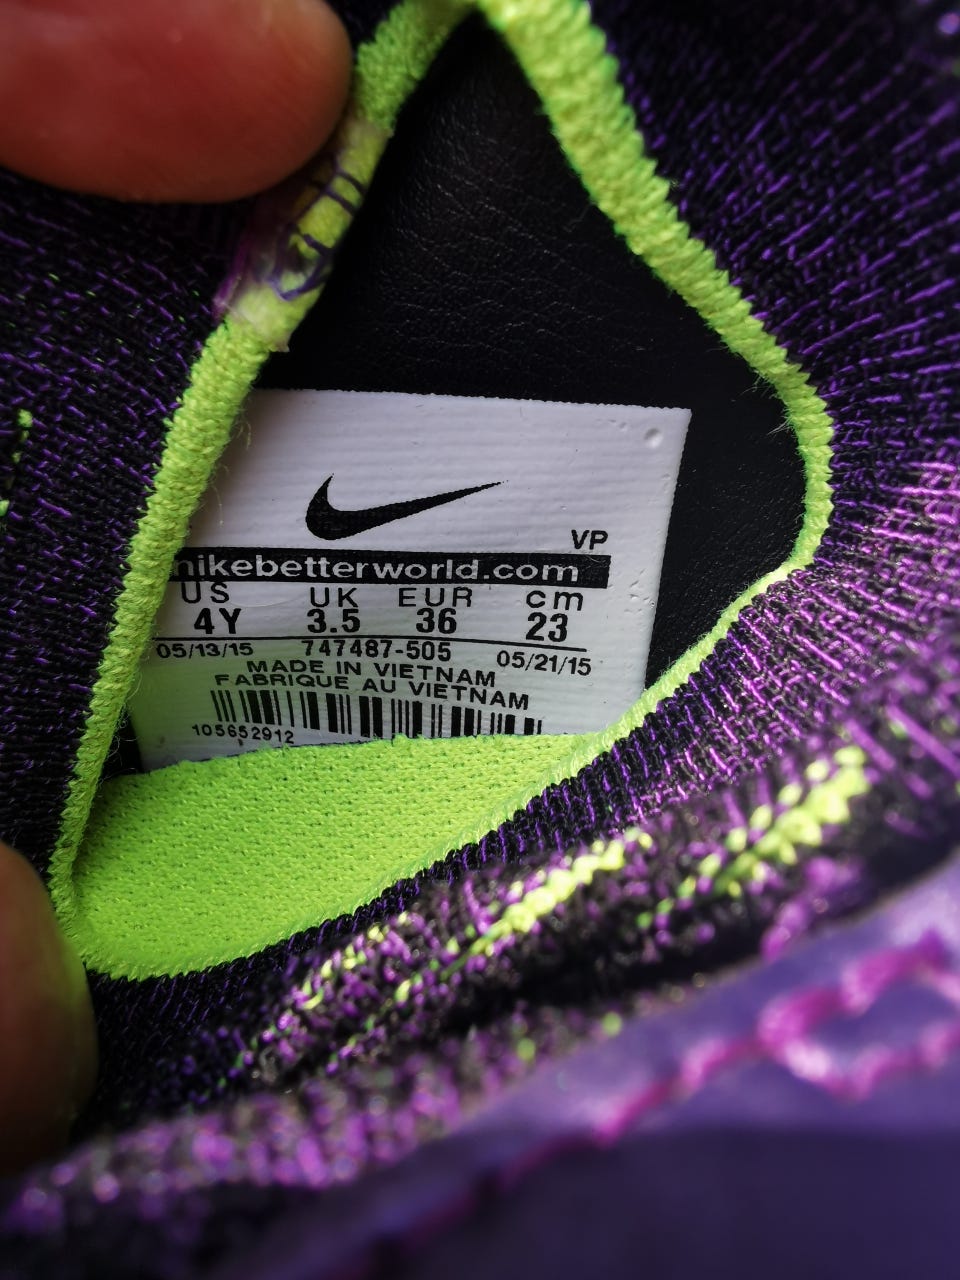 VP
nikebetterworld.com
US UK EUR cm
4Y 3.5 36 23
05/13/15 747487-505 05/21/15
MADE IN VIETNAM
FABRIQUE AU VIETNAM
105652912